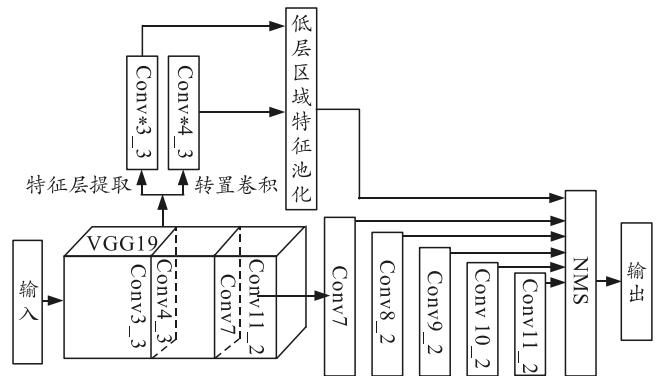 Conv*3_3
Conv*4_3
低层区域特征池化
特征层提取
转置卷积
输入
VGG19
Conv3_3
Conv4_3
Conv7
Conv11_2
Conv7
Conv8_2
Conv9_2
Conv 10_2
Conv11_2
NMS
输出